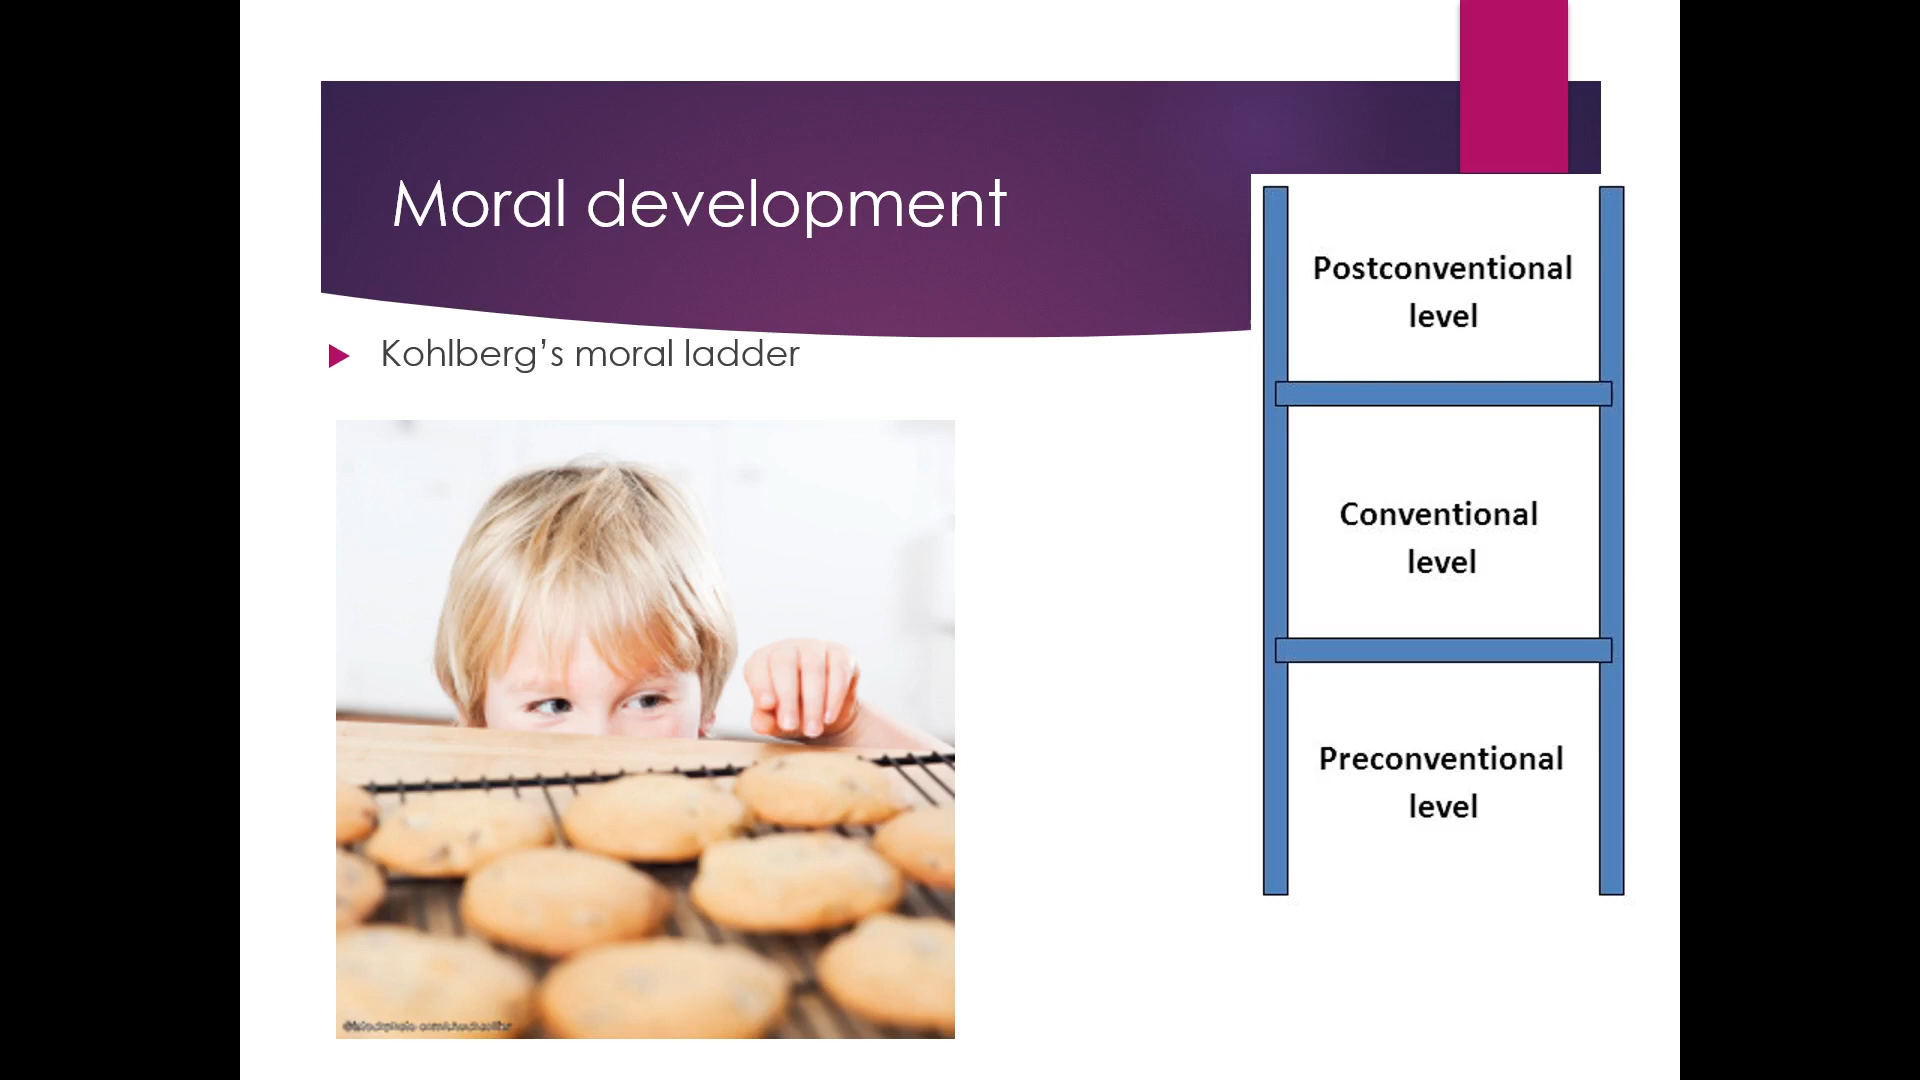 Moral development
Kohlberg's moral ladder
Postconventional
level
Conventional
level
Preconventional
level